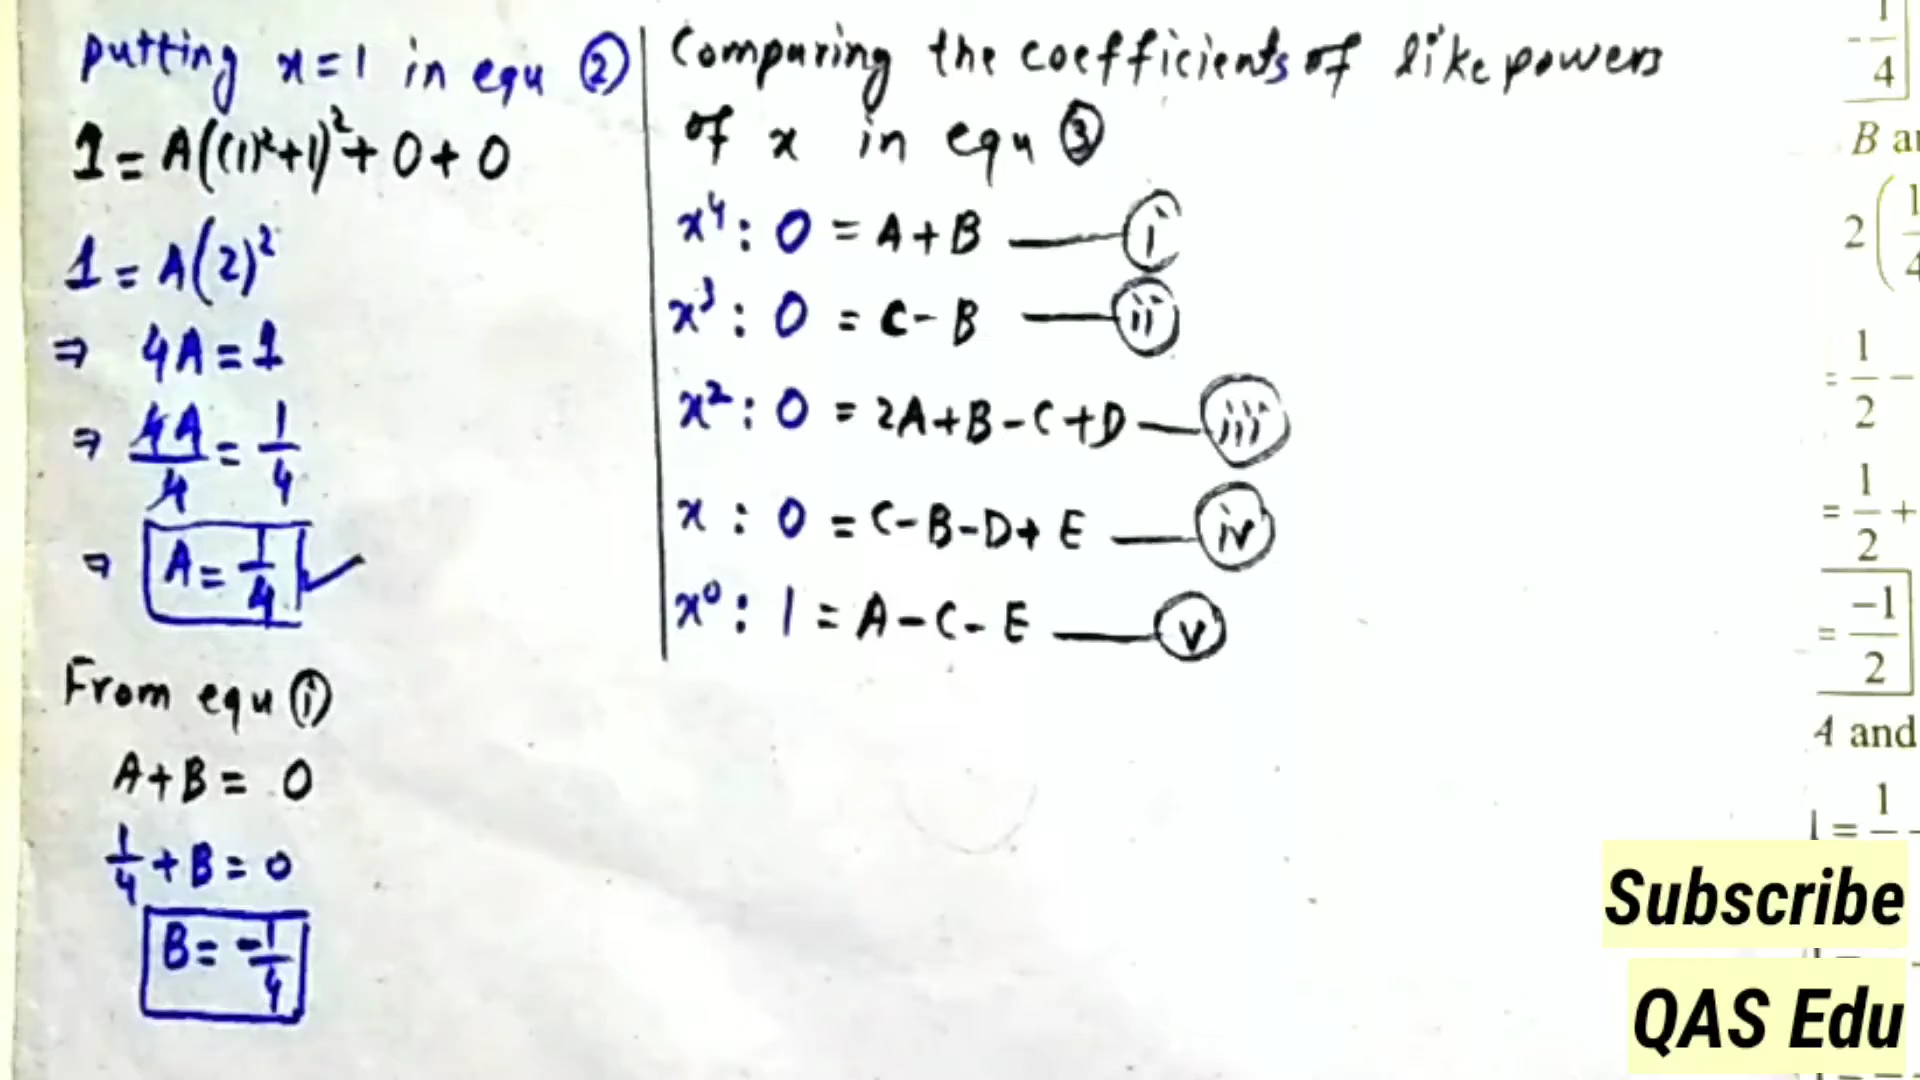 putting x=1 in equ ②
1 = A((1)²+1)²+ 0 + 0
1 = A(2)²
⇒ 4A = 1
⇒ 4A/4 = 1/4
⇒ A = 1/4 ✓
From equ ⓘ
A+B = 0
1/4 + B = 0
B = -1/4
Comparing the coefficients of like powers
of x in equ ③
x⁴ : 0 = A+B — (i)
x³ : 0 = C-B — (ii)
x² : 0 = 2A+B-C+D — (iii)
x : 0 = C-B-D+E — (iv)
x⁰ : 1 = A-C-E — (v)
4
B
2(
= 1/2 -
= 1/2 +
= -1/2
A and
1 = 1
Subscribe
QAS Edu